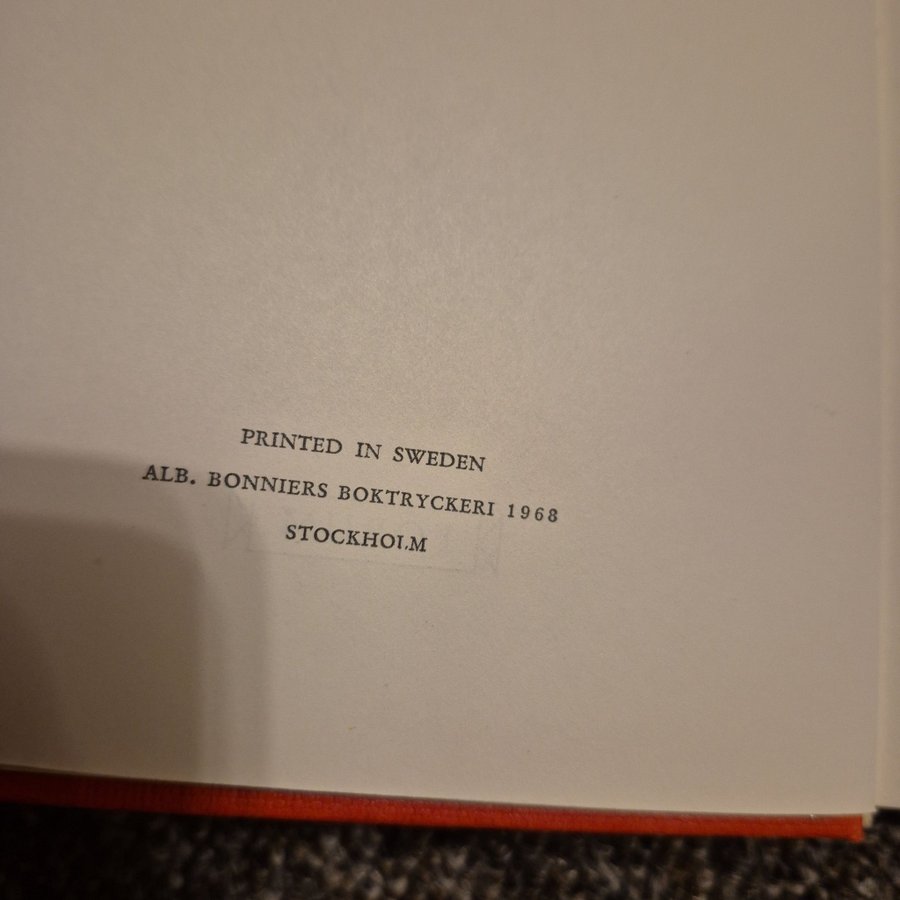 PRINTED IN SWEDEN
ALB. BONNIERS BOKTRYCKERI 1968
STOCKHOLM